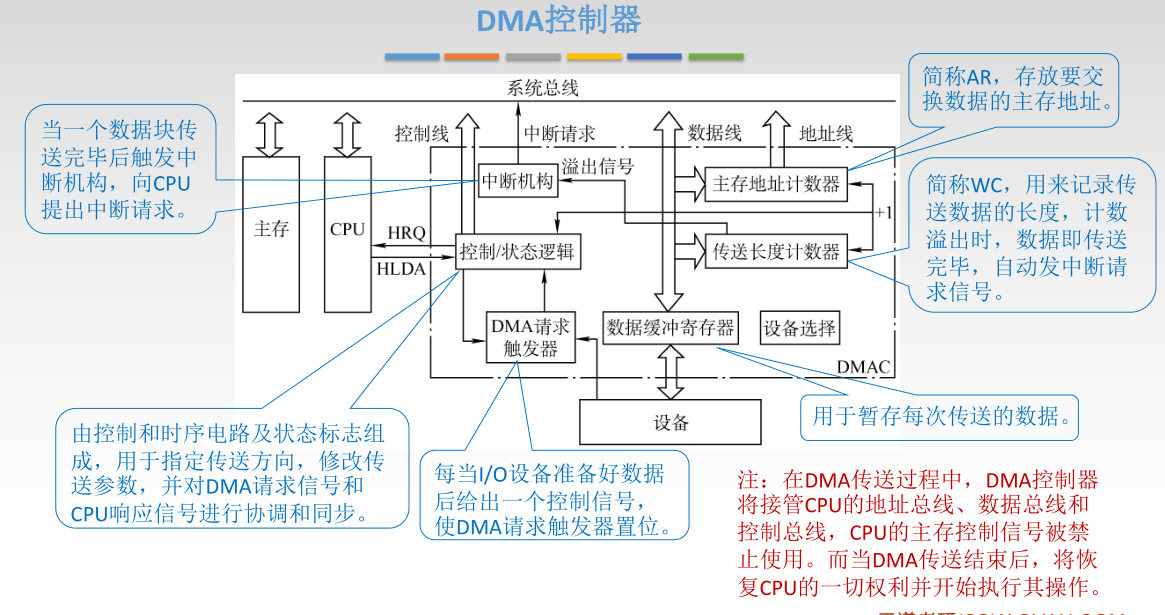 DMA控制器
系统总线
简称AR，存放要交
换数据的主存地址。
当一个数据块传
送完毕后触发中
断机构，向CPU
提出中断请求。
控制线
中断请求
数据线
地址线
溢出信号
中断机构
主存地址计数器
简称WC，用来记录传
送数据的长度，计数
溢出时，数据即传送
完毕，自动发中断请
求信号。
+1
主存
CPU
HRQ
HLDA
控制/状态逻辑
传送长度计数器
DMA请求
触发器
数据缓冲寄存器
设备选择
DMAC
设备
用于暂存每次传送的数据。
由控制和时序电路及状态标志组
成，用于指定传送方向，修改传
送参数，并对DMA请求信号和
CPU响应信号进行协调和同步。
每当I/O设备准备好数据
后给出一个控制信号，
使DMA请求触发器置位。
注：在DMA传送过程中，DMA控制器
将接管CPU的地址总线、数据总线和
控制总线，CPU的主存控制信号被禁
止使用。而当DMA传送结束后，将恢
复CPU的一切权利并开始执行其操作。